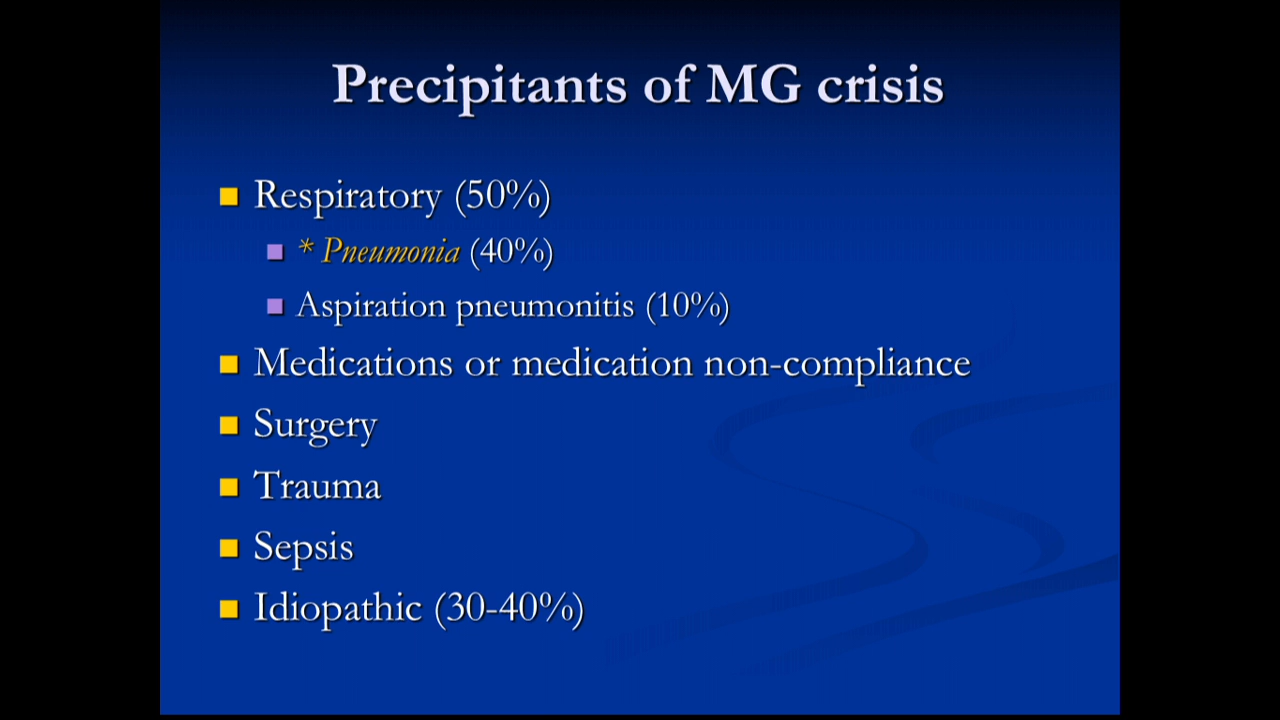 Precipitants of MG crisis
Respiratory (50%)
* Pneumonia (40%)
Aspiration pneumonitis (10%)
Medications or medication non-compliance
Surgery
Trauma
Sepsis
Idiopathic (30-40%)